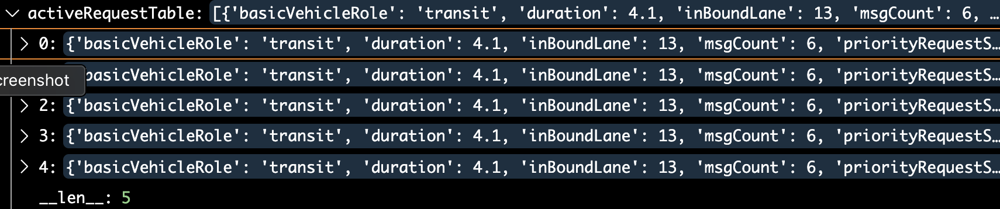 activeRequestTable: [{'basicVehicleRole': 'transit', 'duration': 4.1, 'inBoundLane': 13, 'msgCount': 6, …
0: {'basicVehicleRole': 'transit', 'duration': 4.1, 'inBoundLane': 13, 'msgCount': 6, 'priorityRequestS…
creenshot basicVehicleRole': 'transit', 'duration': 4.1, 'inBoundLane': 13, 'msgCount': 6, 'priorityRequestS…
2: {'basicVehicleRole': 'transit', 'duration': 4.1, 'inBoundLane': 13, 'msgCount': 6, 'priorityRequestS…
3: {'basicVehicleRole': 'transit', 'duration': 4.1, 'inBoundLane': 13, 'msgCount': 6, 'priorityRequestS…
4: {'basicVehicleRole': 'transit', 'duration': 4.1, 'inBoundLane': 13, 'msgCount': 6, 'priorityRequestS…
__len__: 5